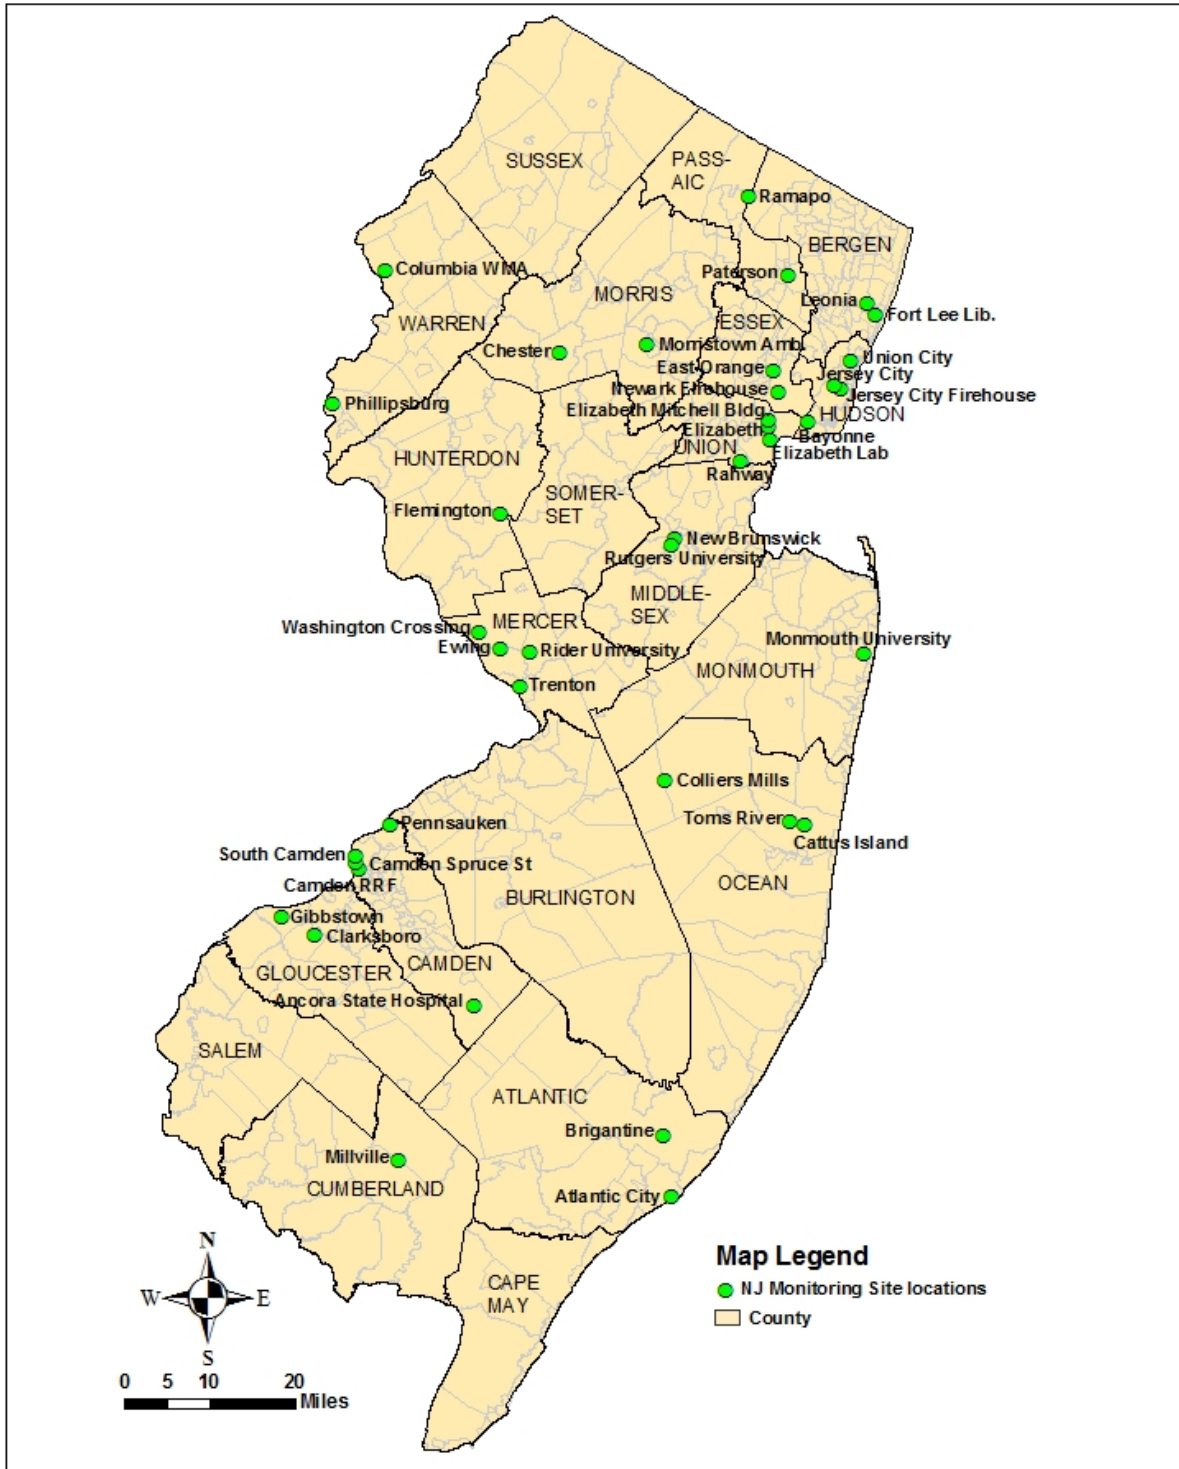 SUSSEX
PASS-
AIC
Ramapo
BERGEN
Columbia WMA
Paterson
MORRIS
Leonia
Fort Lee Lib.
ESSEX
WARREN
Chester
Morristown Amb.
Union City
East Orange
Jersey City
Newark Firehouse
Jersey City Firehouse
Phillipsburg
Elizabeth Mitchell Bldg.
HUDSON
Elizabeth
Bayonne
UNION
Elizabeth Lab
HUNTERDON
Rahway
SOMER-
SET
Flemington
New Brunswick
Rutgers University
MIDDLE-
SEX
Washington Crossing
MERCER
Monmouth University
Ewing
Rider University
MONMOUTH
Trenton
Colliers Mills
Toms River
Pennsauken
Cattus Island
South Camden
Camden Spruce St
Camden RRF
OCEAN
BURLINGTON
Gibbstown
Clarksboro
CAMDEN
GLOUCESTER
Ancora State Hospital
SALEM
ATLANTIC
Brigantine
Millville
CUMBERLAND
Atlantic City
N
W
E
S
CAPE
MAY
Map Legend
NJ Monitoring Site locations
County
0 5 10 20
Miles